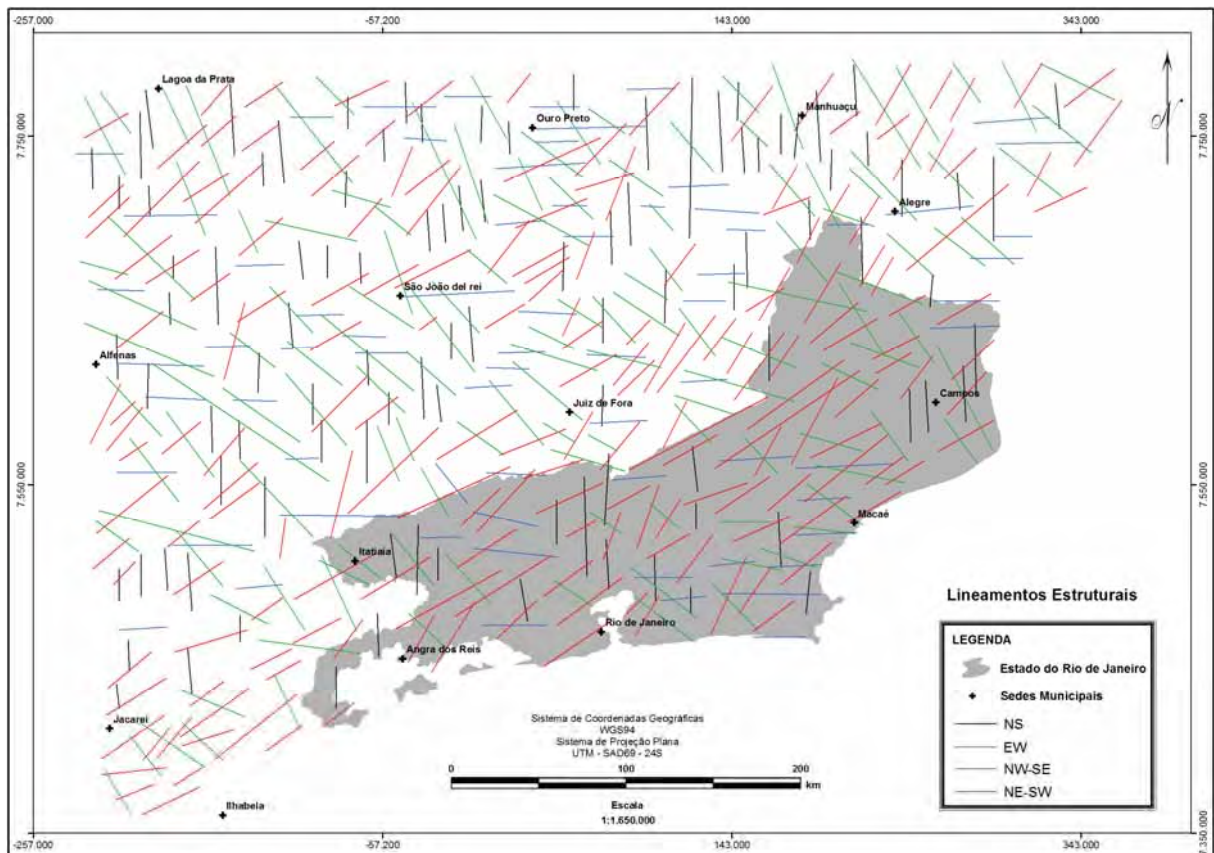 -257.000
-57.200
143.000
343.000
Lagoa da Prata
Manhuaçu
Ouro Preto
7.750.000
7.750.000
Alegre
São João del rei
Alfenas
Campos
Juiz de Fora
7.550.000
7.550.000
Macaé
Itatiaia
Rio de Janeiro
Angra dos Reis
Jacareí
Ilhabela
Lineamentos Estruturais
LEGENDA
Estado do Rio de Janeiro
Sedes Municipais
NS
EW
NW-SE
NE-SW
Sistema de Coordenadas Geográficas
WGS94
Sistema de Projeção Plana
UTM - SAD69 - 24S
0 100 200
km
Escala
1:1.650.000
7.350.000
-257.000
-57.200
143.000
343.000